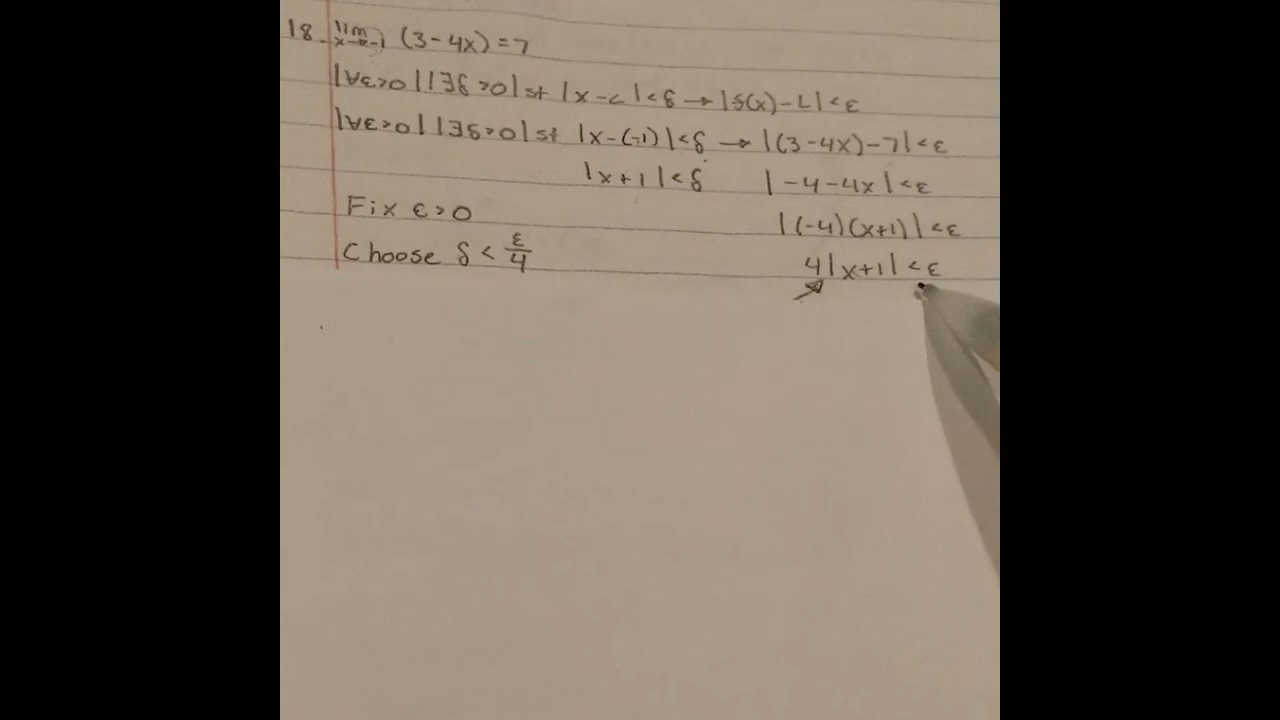 18. lim x→-1 (3-4x)=7
|∀ε>0||∃δ>0|st |x-c|<δ → |f(x)-L|<ε
|∀ε>0||∃δ>0|st |x-(-1)|<δ → |(3-4x)-7|<ε
|x+1|<δ |-4-4x|<ε
Fix ε>0 |(-4)(x+1)|<ε
Choose δ < ε/4 4|x+1|<ε